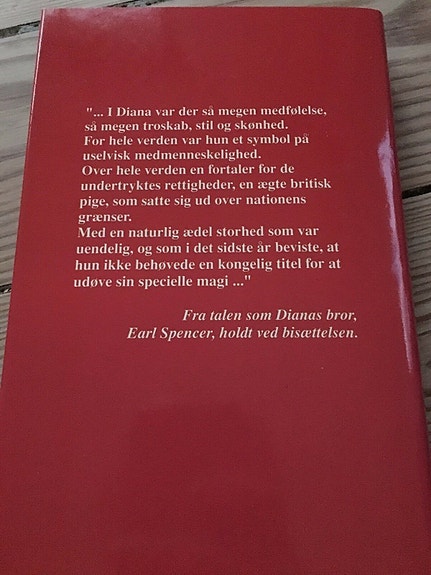 "... I Diana var der så megen medfølelse,
så megen troskab, stil og skønhed.
For hele verden var hun et symbol på
uselvisk medmenneskelighed.
Over hele verden en fortaler for de
undertryktes rettigheder, en ægte britisk
pige, som satte sig ud over nationens
grænser.
Med en naturlig ædel storhed som var
uendelig, og som i det sidste år beviste, at
hun ikke behøvede en kongelig titel for at
udøve sin specielle magi ..."
Fra talen som Dianas bror,
Earl Spencer, holdt ved bisættelsen.